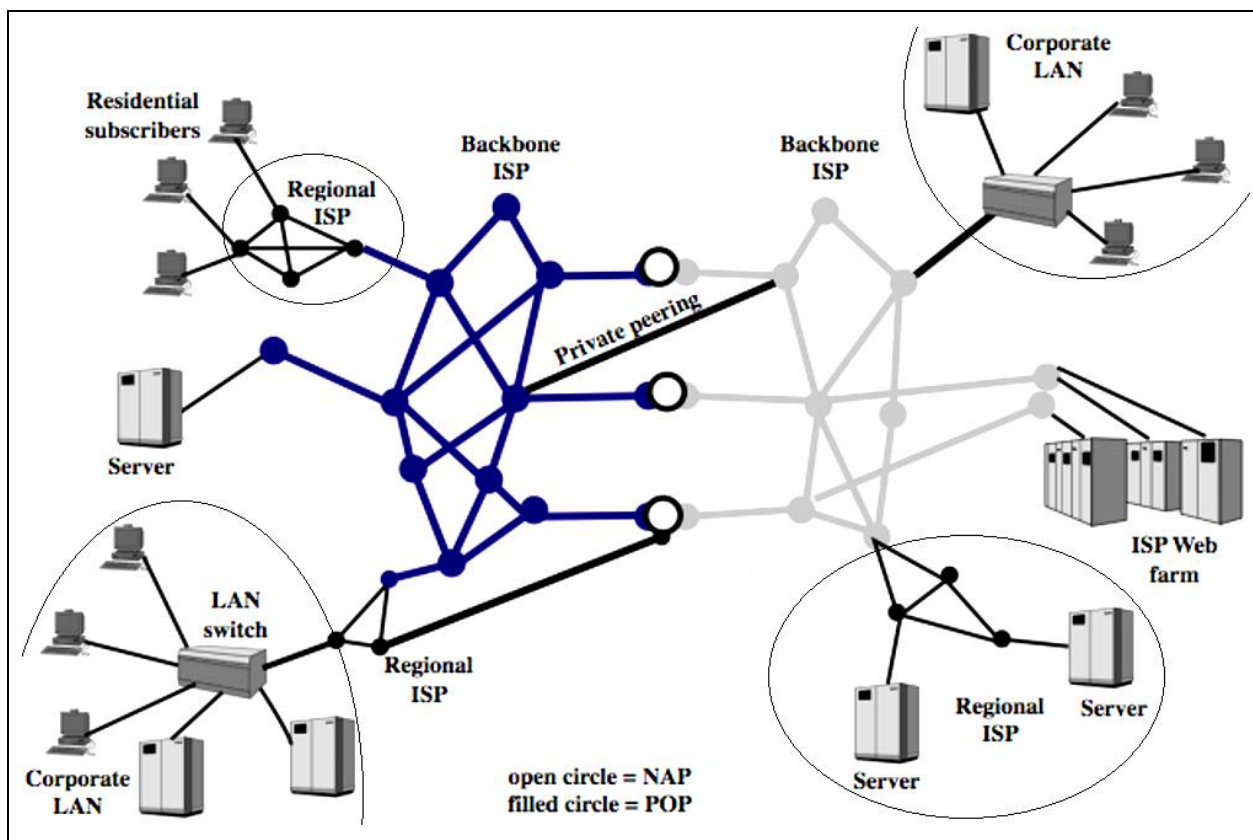 Corporate
LAN
Residential
subscribers
Backbone
ISP
Backbone
ISP
Regional
ISP
Private peering
Server
ISP Web
farm
LAN
switch
Regional
ISP
Regional
ISP
Server
Server
Corporate
LAN
open circle = NAP
filled circle = POP